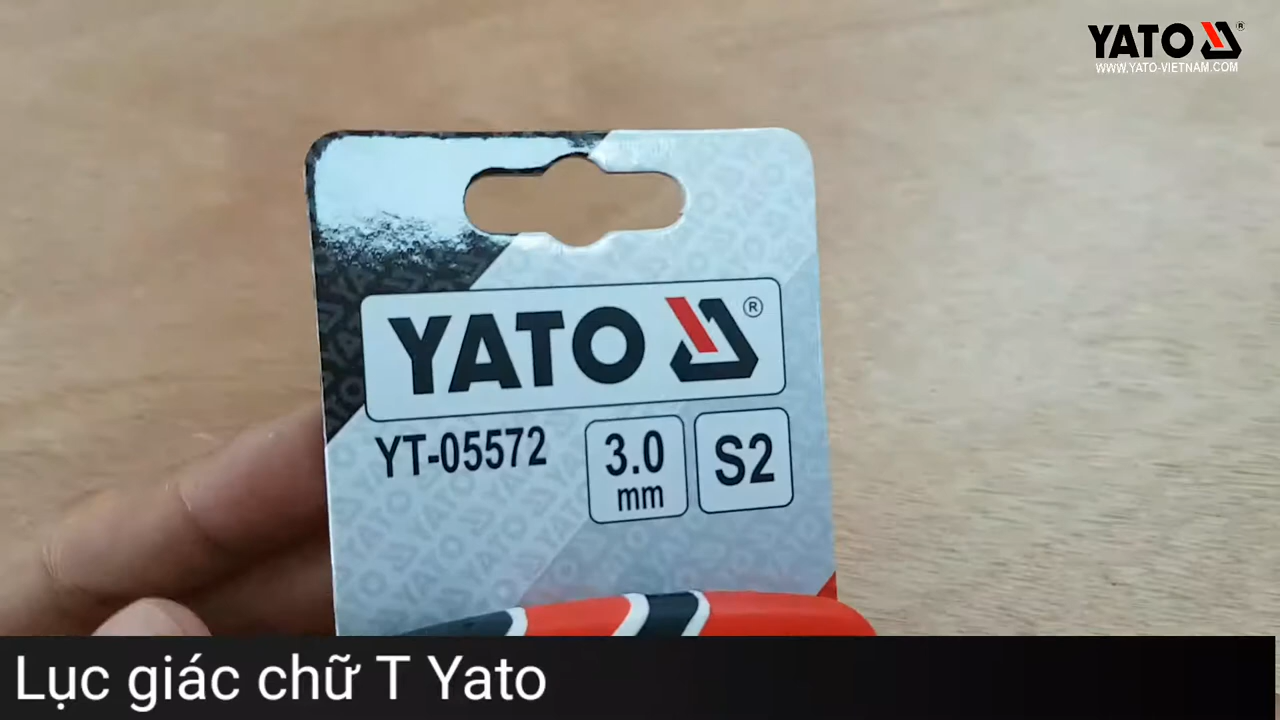 YATO
WWW.YATO-VIETNAM.COM
YATO
YT-05572
3.0
mm
S2
Lục giác chữ T Yato